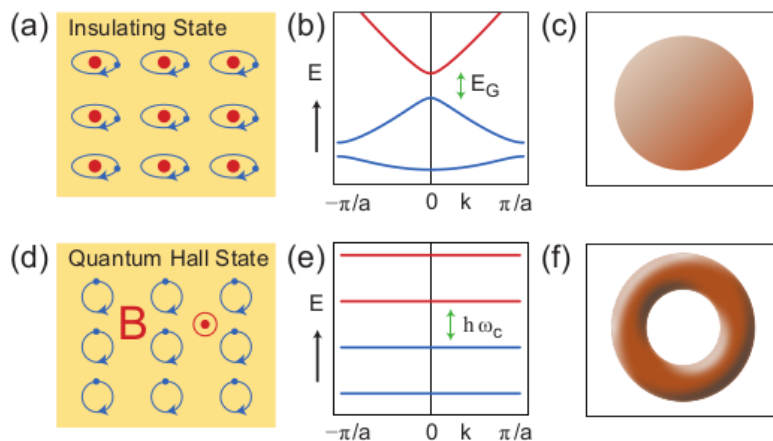 (a) Insulating State
(b)
E
E_G
−π/a 0 k π/a
(c)
(d) Quantum Hall State
B
(e)
E
h ω_c
−π/a 0 k π/a
(f)